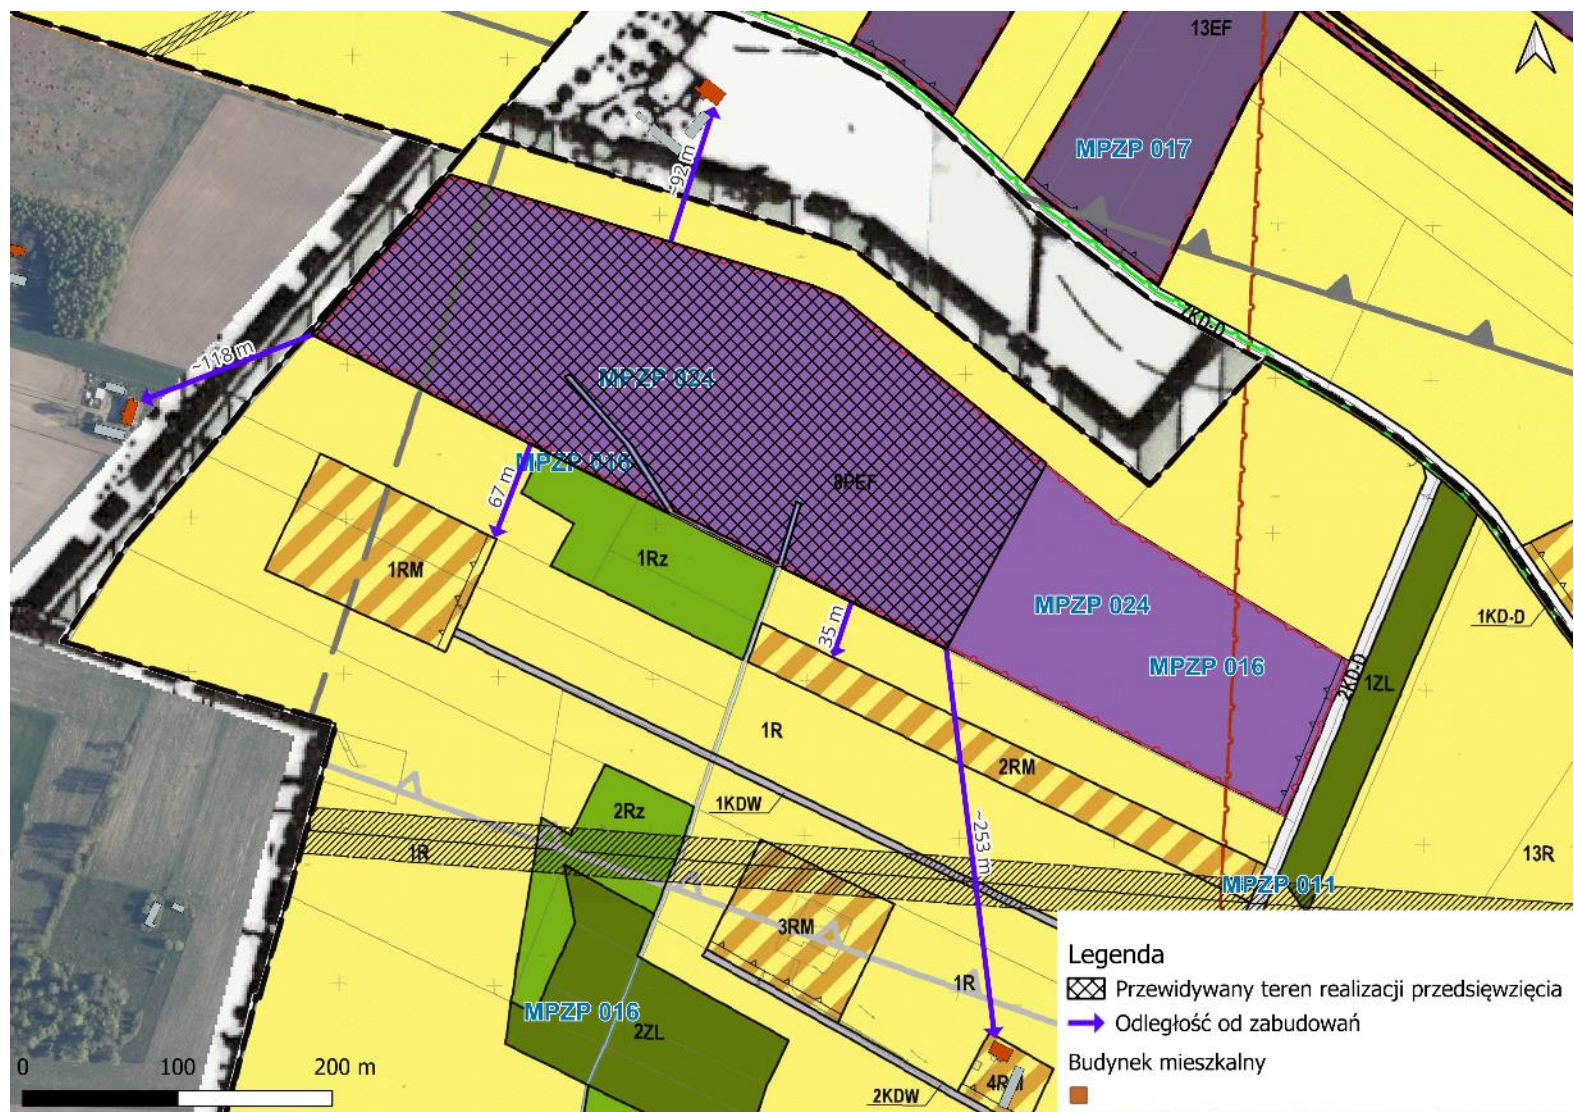 13EF
MPZP 017
~92 m
7KD-D
~118 m
MPZP 024
MPZP 016
8PEF
67 m
1Rz
1RM
35 m
MPZP 024
1KD-D
MPZP 016
2KD-D
1ZL
1R
2RM
2Rz
1KDW
~253 m
1R
13R
MPZP 011
3RM
1R
MPZP 016
2ZL
4RM
2KDW
0 100 200 m
Legenda
Przewidywany teren realizacji przedsięwzięcia
Odległość od zabudowań
Budynek mieszkalny